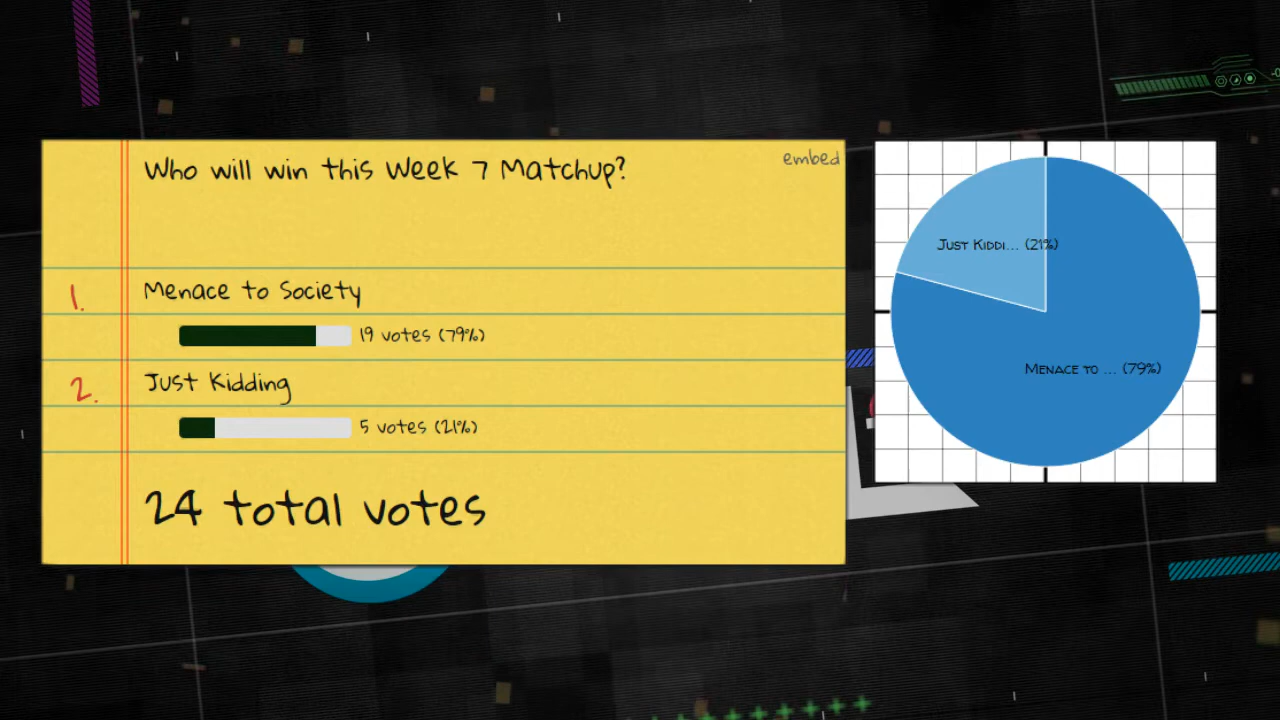 Who will win this Week 7 Matchup?
embed
1. Menace to Society
19 votes (79%)
2. Just Kidding
5 votes (21%)
24 total votes
Just Kiddi... (21%)
Menace to ... (79%)